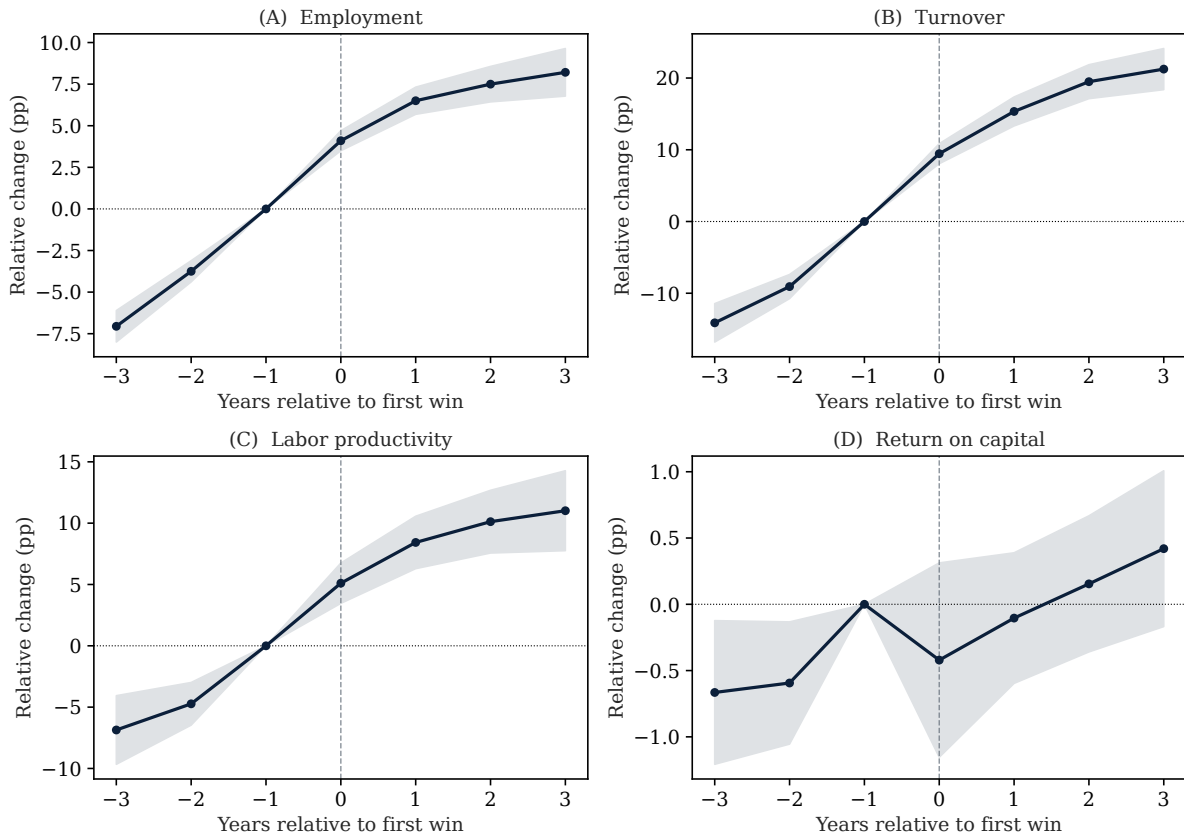 (A)  Employment
Relative change (pp)
10.0
7.5
5.0
2.5
0.0
−2.5
−5.0
−7.5
−3 −2 −1 0 1 2 3
Years relative to first win
(B)  Turnover
Relative change (pp)
20
10
0
−10
−3 −2 −1 0 1 2 3
Years relative to first win
(C)  Labor productivity
Relative change (pp)
15
10
5
0
−5
−10
−3 −2 −1 0 1 2 3
Years relative to first win
(D)  Return on capital
Relative change (pp)
1.0
0.5
0.0
−0.5
−1.0
−3 −2 −1 0 1 2 3
Years relative to first win